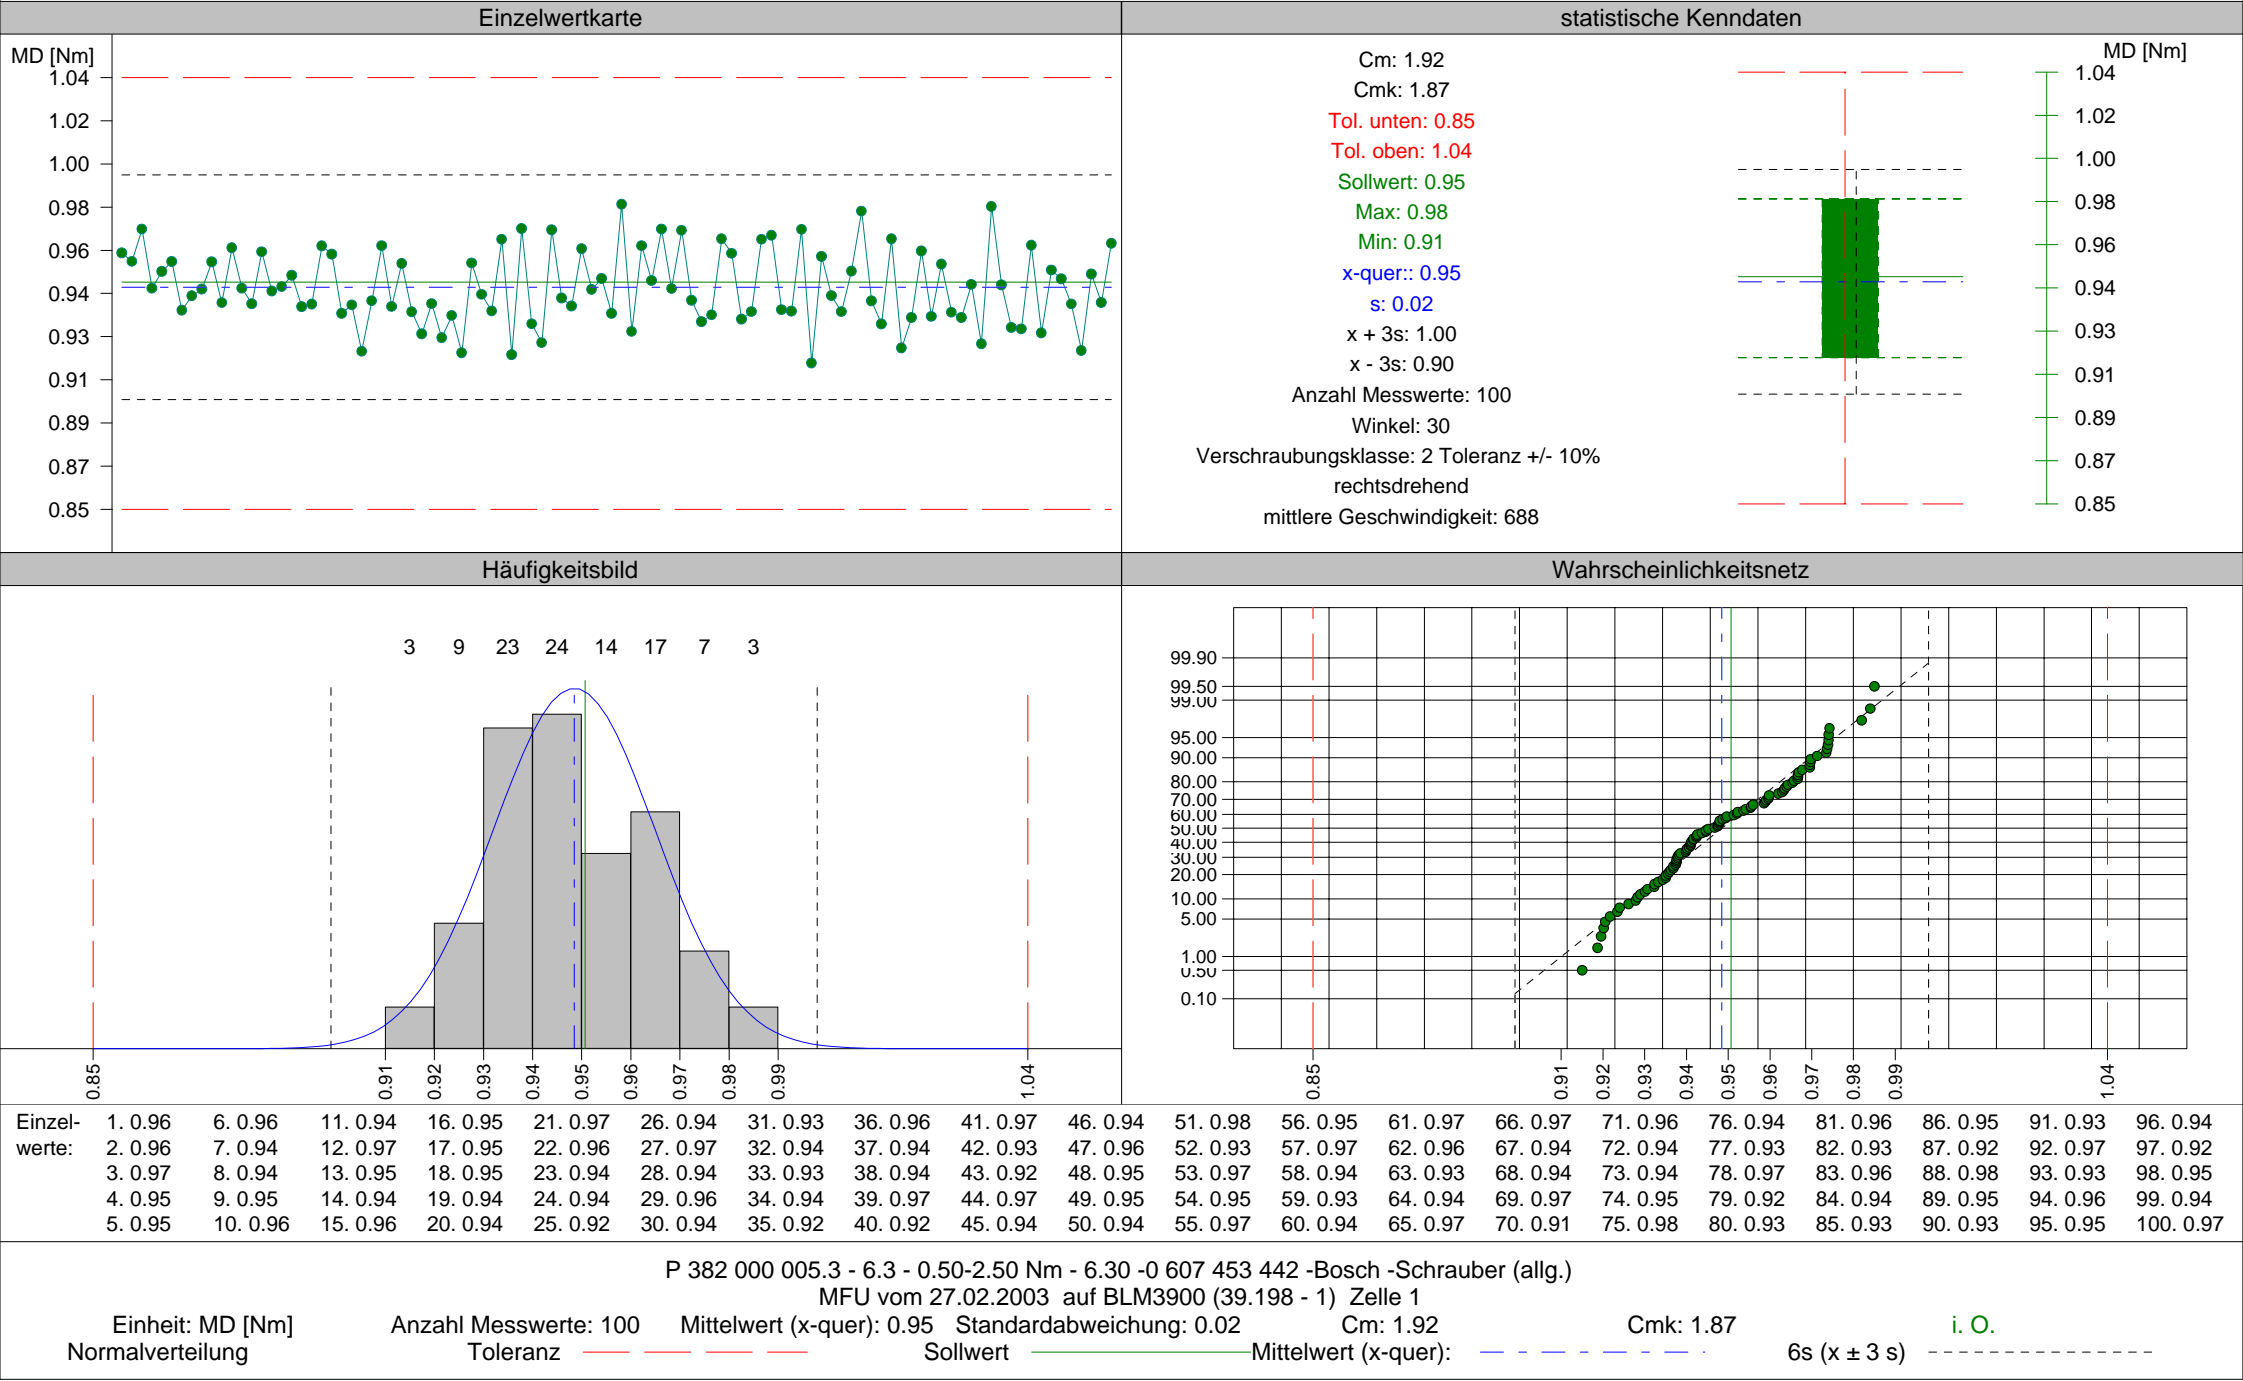 Einzelwertkarte
statistische Kenndaten
MD [Nm]
1.04
1.02
1.00
0.98
0.96
0.94
0.93
0.91
0.89
0.87
0.85
Cm: 1.92
Cmk: 1.87
Tol. unten: 0.85
Tol. oben: 1.04
Sollwert: 0.95
Max: 0.98
Min: 0.91
x-quer:: 0.95
s: 0.02
x + 3s: 1.00
x - 3s: 0.90
Anzahl Messwerte: 100
Winkel: 30
Verschraubungsklasse: 2 Toleranz +/- 10%
rechtsdrehend
mittlere Geschwindigkeit: 688
MD [Nm]
1.04
1.02
1.00
0.98
0.96
0.94
0.93
0.91
0.89
0.87
0.85
Häufigkeitsbild
Wahrscheinlichkeitsnetz
3 9 23 24 14 17 7 3
0.85 0.91 0.92 0.93 0.94 0.95 0.96 0.97 0.98 0.99 1.04
99.90
99.50
99.00
95.00
90.00
80.00
70.00
60.00
50.00
40.00
30.00
20.00
10.00
5.00
1.00
0.50
0.10
0.85 0.91 0.92 0.93 0.94 0.95 0.96 0.97 0.98 0.99 1.04
Einzel- 1. 0.96 6. 0.96 11. 0.94 16. 0.95 21. 0.97 26. 0.94 31. 0.93 36. 0.96 41. 0.97 46. 0.94 51. 0.98 56. 0.95 61. 0.97 66. 0.97 71. 0.96 76. 0.94 81. 0.96 86. 0.95 91. 0.93 96. 0.94
werte: 2. 0.96 7. 0.94 12. 0.97 17. 0.95 22. 0.96 27. 0.97 32. 0.94 37. 0.94 42. 0.93 47. 0.96 52. 0.93 57. 0.97 62. 0.96 67. 0.94 72. 0.94 77. 0.93 82. 0.93 87. 0.92 92. 0.97 97. 0.92
3. 0.97 8. 0.94 13. 0.95 18. 0.95 23. 0.94 28. 0.94 33. 0.93 38. 0.94 43. 0.92 48. 0.95 53. 0.97 58. 0.94 63. 0.93 68. 0.94 73. 0.94 78. 0.97 83. 0.96 88. 0.98 93. 0.93 98. 0.95
4. 0.95 9. 0.95 14. 0.94 19. 0.94 24. 0.94 29. 0.96 34. 0.94 39. 0.97 44. 0.97 49. 0.95 54. 0.95 59. 0.93 64. 0.94 69. 0.97 74. 0.95 79. 0.92 84. 0.94 89. 0.95 94. 0.96 99. 0.94
5. 0.95 10. 0.96 15. 0.96 20. 0.94 25. 0.92 30. 0.94 35. 0.92 40. 0.92 45. 0.94 50. 0.94 55. 0.97 60. 0.94 65. 0.97 70. 0.91 75. 0.98 80. 0.93 85. 0.93 90. 0.93 95. 0.95 100. 0.97
P 382 000 005.3 - 6.3 - 0.50-2.50 Nm - 6.30 -0 607 453 442 -Bosch -Schrauber (allg.)
MFU vom 27.02.2003 auf BLM3900 (39.198 - 1) Zelle 1
Einheit: MD [Nm] Anzahl Messwerte: 100 Mittelwert (x-quer): 0.95 Standardabweichung: 0.02 Cm: 1.92 Cmk: 1.87 i. O.
Normalverteilung Toleranz Sollwert Mittelwert (x-quer): 6s (x ± 3 s)